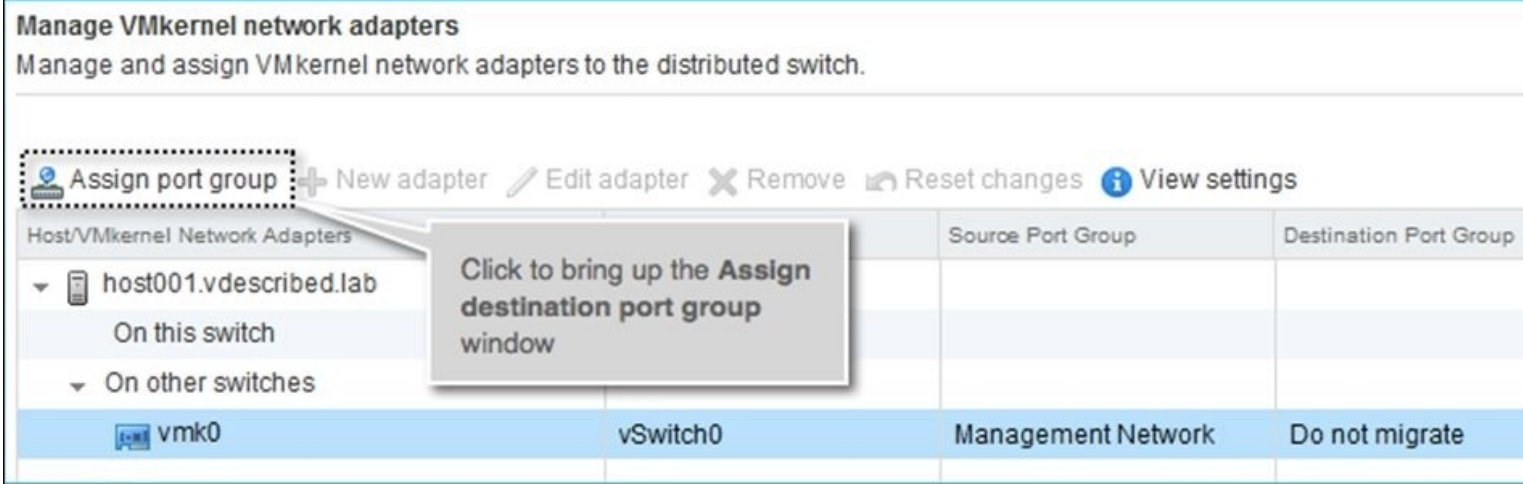 Manage VMkernel network adapters
Manage and assign VMkernel network adapters to the distributed switch.
Assign port group New adapter Edit adapter Remove Reset changes View settings
Host/VMkernel Network Adapters Source Port Group Destination Port Group
Click to bring up the Assign
destination port group
window
host001.vdescribed.lab
On this switch
On other switches
vmk0 vSwitch0 Management Network Do not migrate